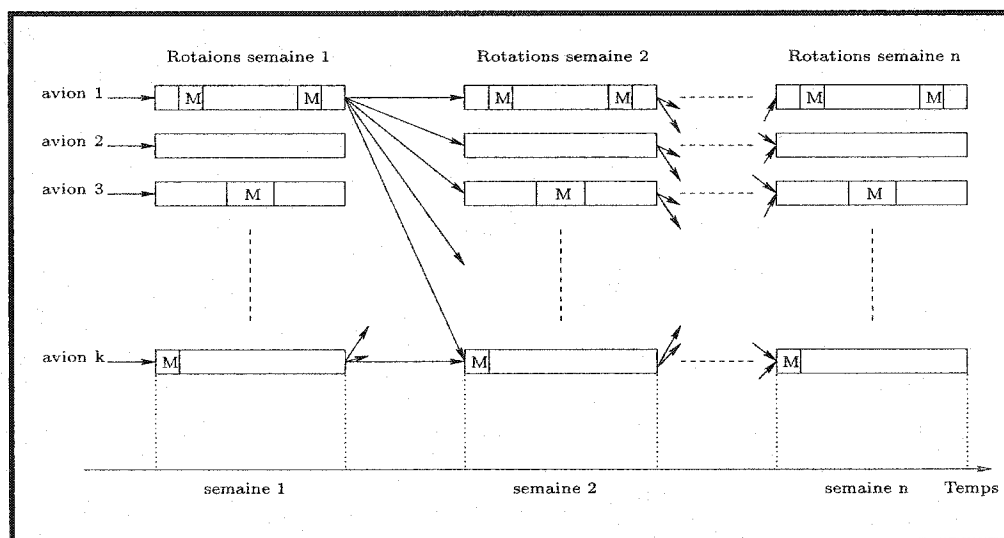 Rotaions semaine 1 Rotations semaine 2 Rotations semaine n
avion 1 M M M M M M
avion 2
avion 3 M M M
avion k M M M
semaine 1 semaine 2 semaine n Temps